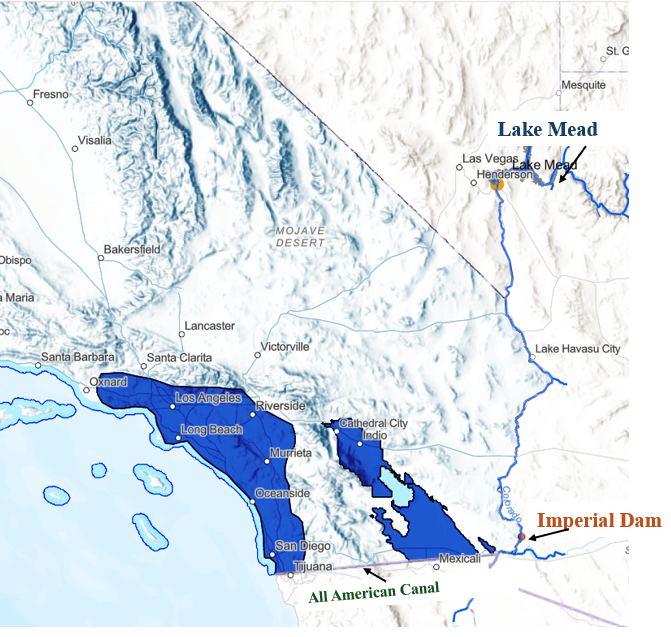 St. G
Mesquite
Fresno
Lake Mead
Visalia
Las Vegas
Lake Mead
Henderson
MOJAVE
DESERT
Bakersfield
Obispo
a Maria
oc
Lancaster
Victorville
Lake Havasu City
Santa Barbara
Santa Clarita
Oxnard
Los Angeles
Riverside
Long Beach
Cathedral City
Indio
Murrieta
Oceanside
Colorado
Imperial Dam
San Diego
Mexicali
Tijuana
S
All American Canal